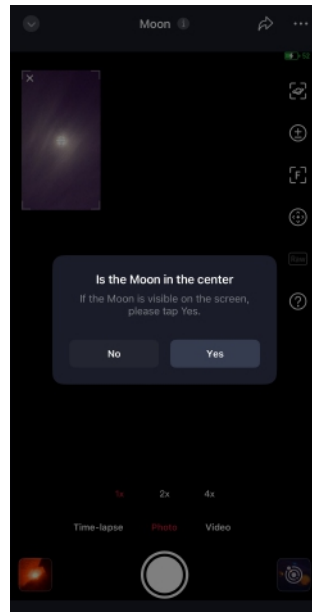 Moon
Is the Moon in the center
If the Moon is visible on the screen,
please tap Yes.
No
Yes
1x
2x
4x
Time-lapse
Photo
Video